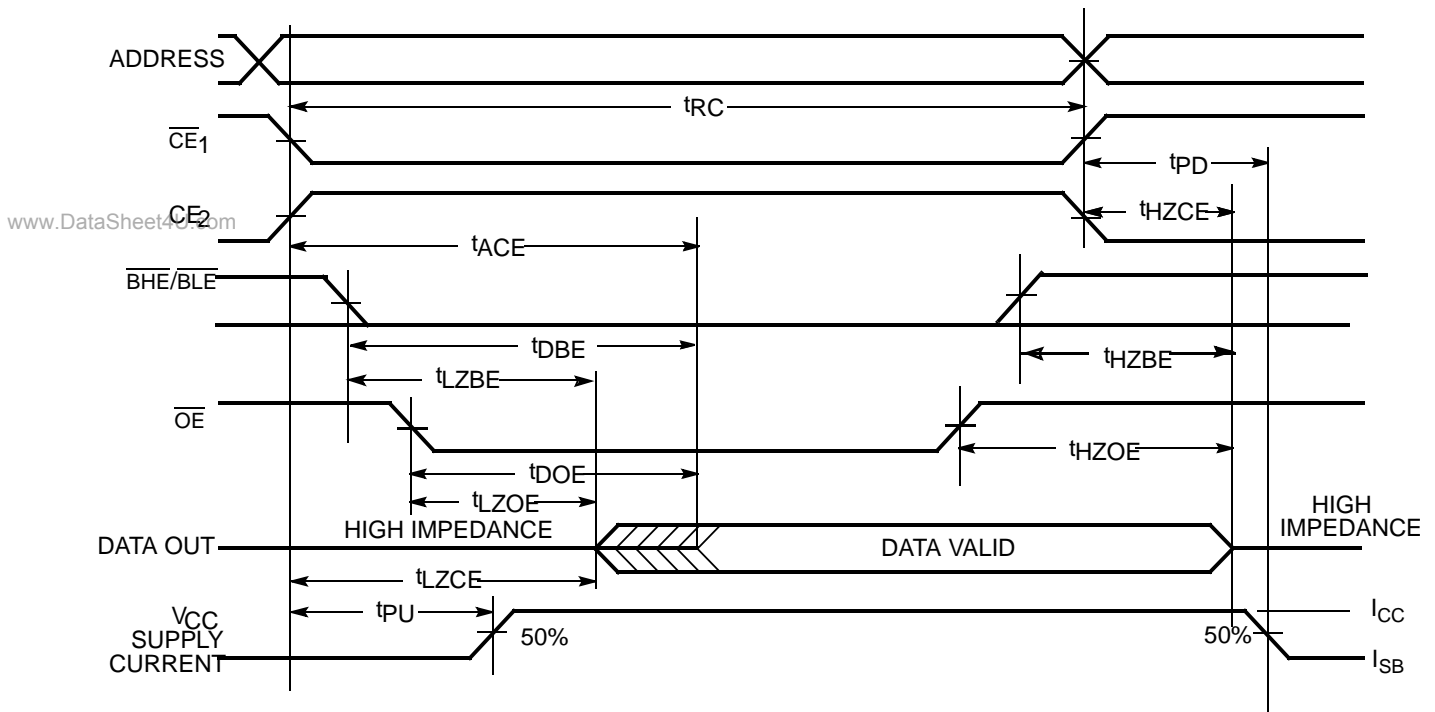 ADDRESS
tRC
CE1
tPD
www.DataSheet4U.com
CE2
tHZCE
tACE
BHE/BLE
tDBE
tHZBE
tLZBE
OE
tHZOE
tDOE
tLZOE
HIGH IMPEDANCE
HIGH
IMPEDANCE
DATA OUT
DATA VALID
tLZCE
tPU
VCC
SUPPLY
CURRENT
50%
50%
ICC
ISB